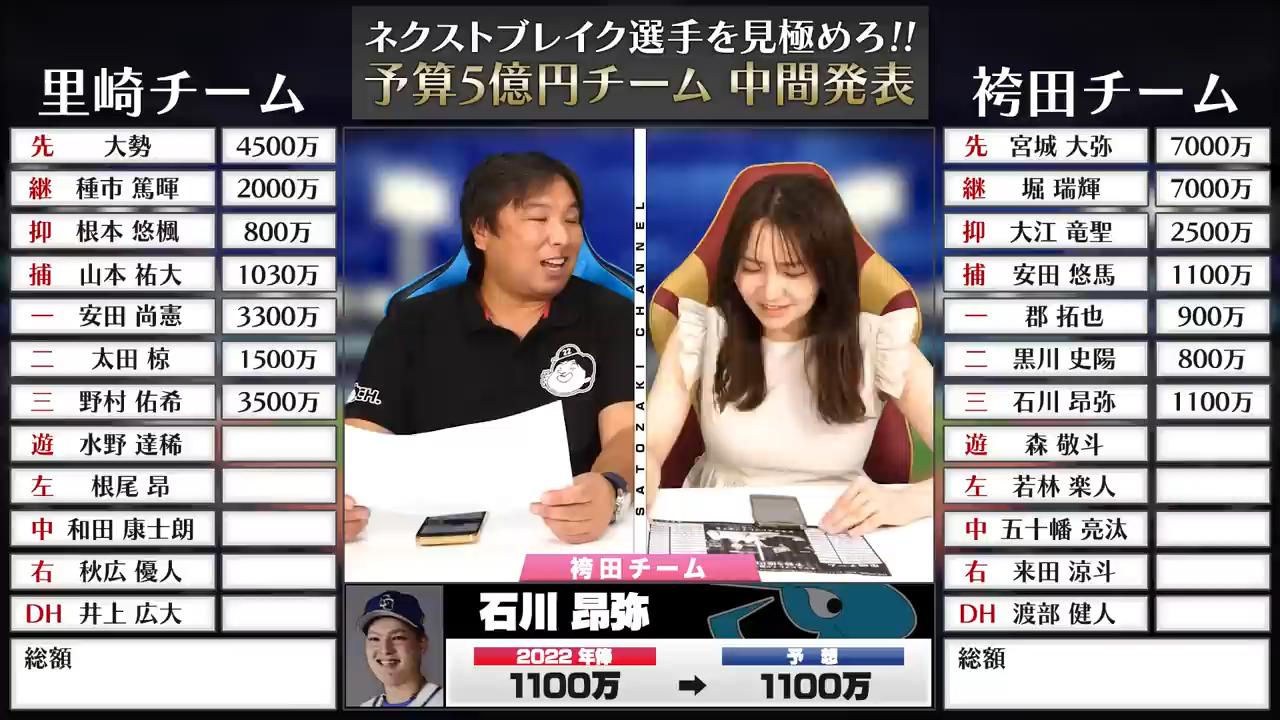 ネクストブレイク選手を見極めろ!!
予算5億円チーム 中間発表
里崎チーム
先 大勢 4500万
継 種市 篤暉 2000万
抑 根本 悠楓 800万
捕 山本 祐大 1030万
一 安田 尚憲 3300万
二 太田 椋 1500万
三 野村 佑希 3500万
遊 水野 達稀
左 根尾 昂
中 和田 康士朗
右 秋広 優人
DH 井上 広大
総額
袴田チーム
先 宮城 大弥 7000万
継 堀 瑞輝 7000万
抑 大江 竜聖 2500万
捕 安田 悠馬 1100万
一 郡 拓也 900万
二 黒川 史陽 800万
三 石川 昂弥 1100万
遊 森 敬斗
左 若林 楽人
中 五十幡 亮汰
右 来田 涼斗
DH 渡部 健人
総額
SATOZAKI CHANNEL
22
CH.
袴田チーム
石川 昂弥
2022 年俸 予 想
1100万 ➡ 1100万